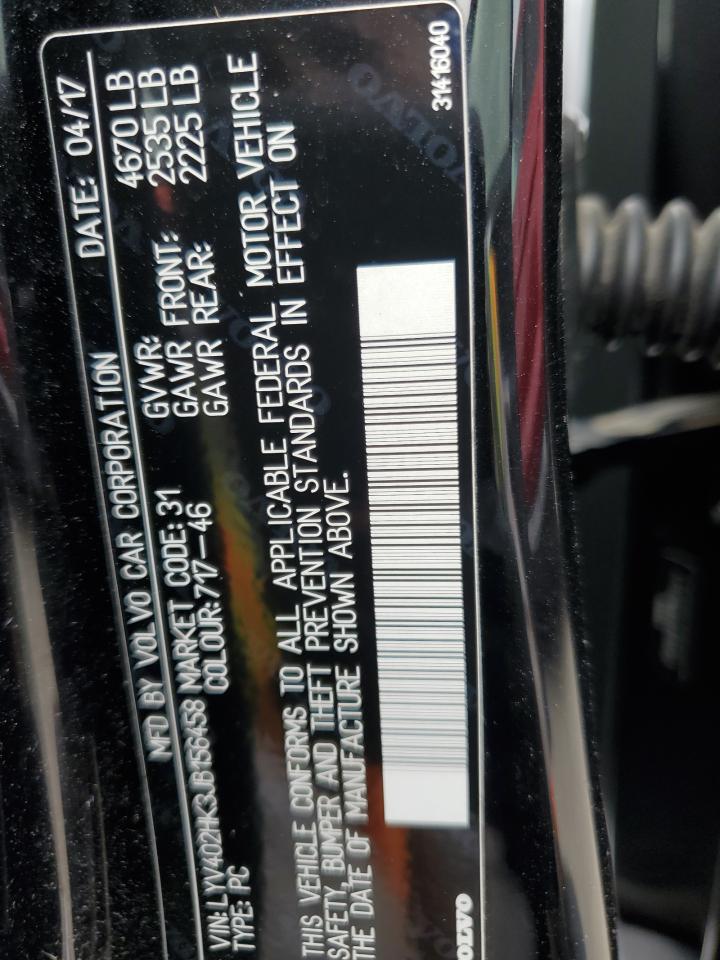 MFD BY VOLVO CAR CORPORATION DATE: 04/17
VIN: LYV402HK3JB156458 MARKET CODE: 31 GVWR: 4670 LB
TYPE: PC COLOUR: 717-46 GAWR FRONT: 2535 LB
GAWR REAR: 2225 LB
THIS VEHICLE CONFORMS TO ALL APPLICABLE FEDERAL MOTOR VEHICLE
SAFETY, BUMPER AND THEFT PREVENTION STANDARDS IN EFFECT ON
THE DATE OF MANUFACTURE SHOWN ABOVE.
VOLVO 31416040